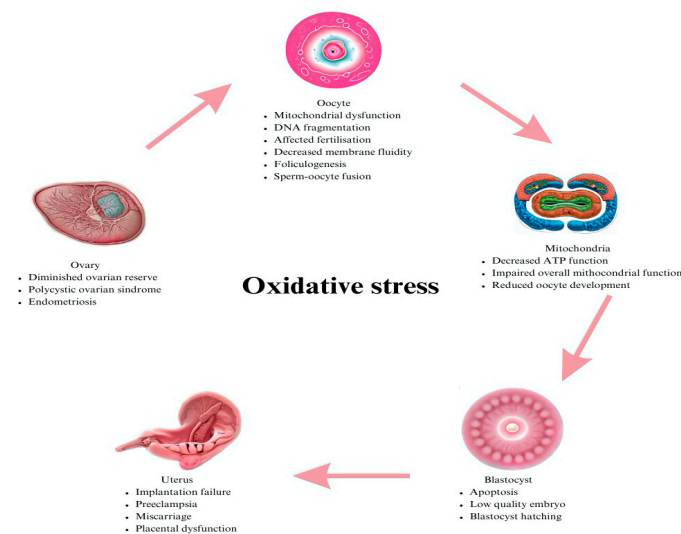 Oocyte
• Mitochondrial dysfunction
• DNA fragmentation
• Affected fertilisation
• Decreased membrane fluidity
• Foliculogenesis
• Sperm-oocyte fusion
Mitochondria
• Decreased ATP function
• Impaired overall mithocondrial function
• Reduced oocyte development
Ovary
• Diminished ovarian reserve
• Polycystic ovarian sindrome
• Endometriosis
Oxidative stress
Blastocyst
• Apoptosis
• Low quality embryo
• Blastocyst hatching
Uterus
• Implantation failure
• Preeclampsia
• Miscarriage
• Placental dysfunction